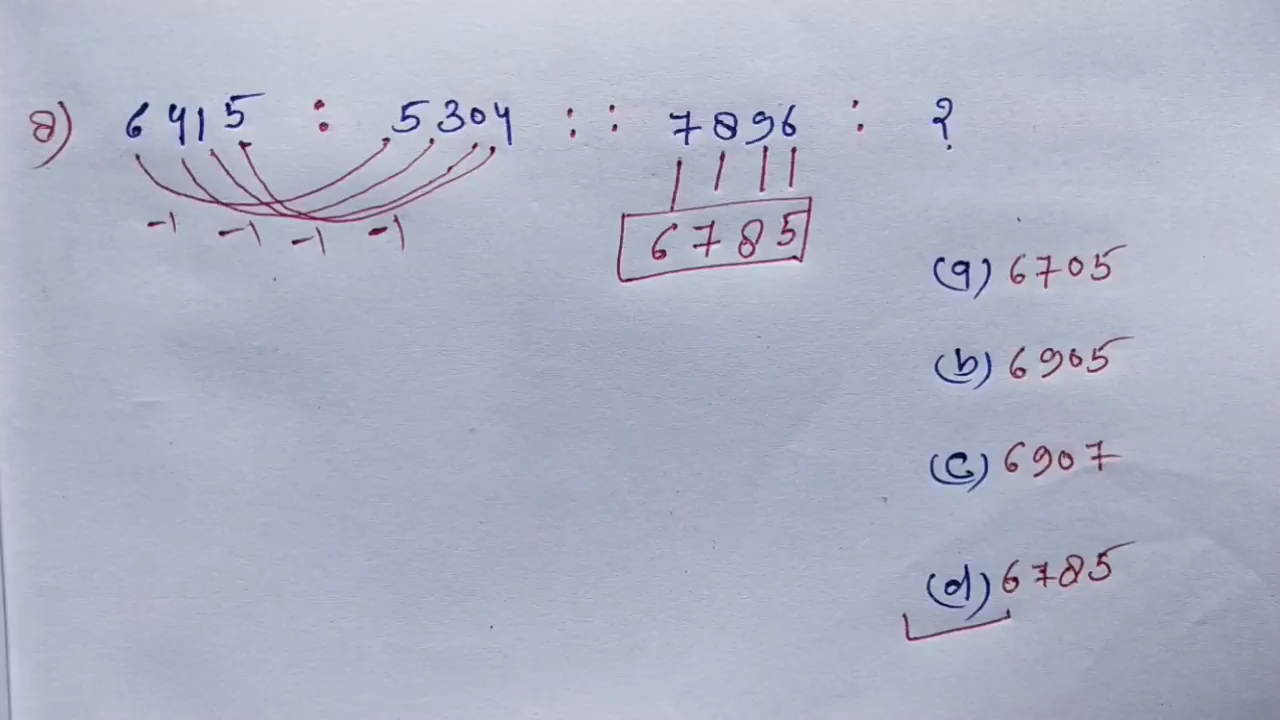 8) 6415 : 5304 :: 7896 : ?
-1 -1 -1 -1
6785
(a) 6705
(b) 6905
(c) 6907
(d) 6785